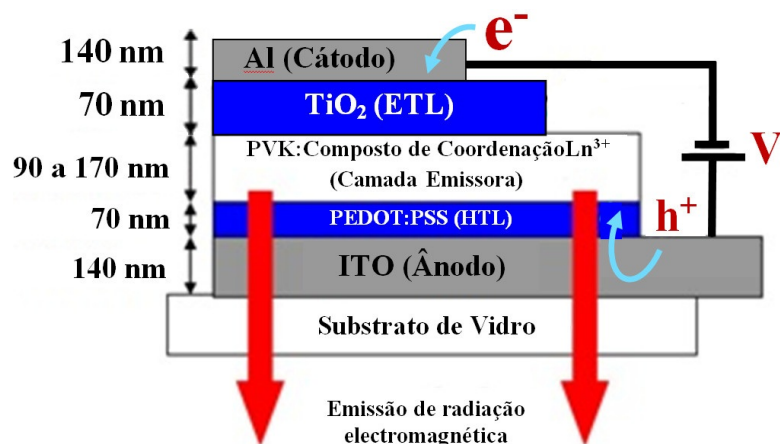 140 nm
Al (Cátodo)
e-
70 nm
TiO₂ (ETL)
90 a 170 nm
PVK:Composto de CoordenaçãoLn³⁺
(Camada Emissora)
V
70 nm
PEDOT:PSS (HTL)
h⁺
140 nm
ITO (Ânodo)
Substrato de Vidro
Emissão de radiação
electromagnética